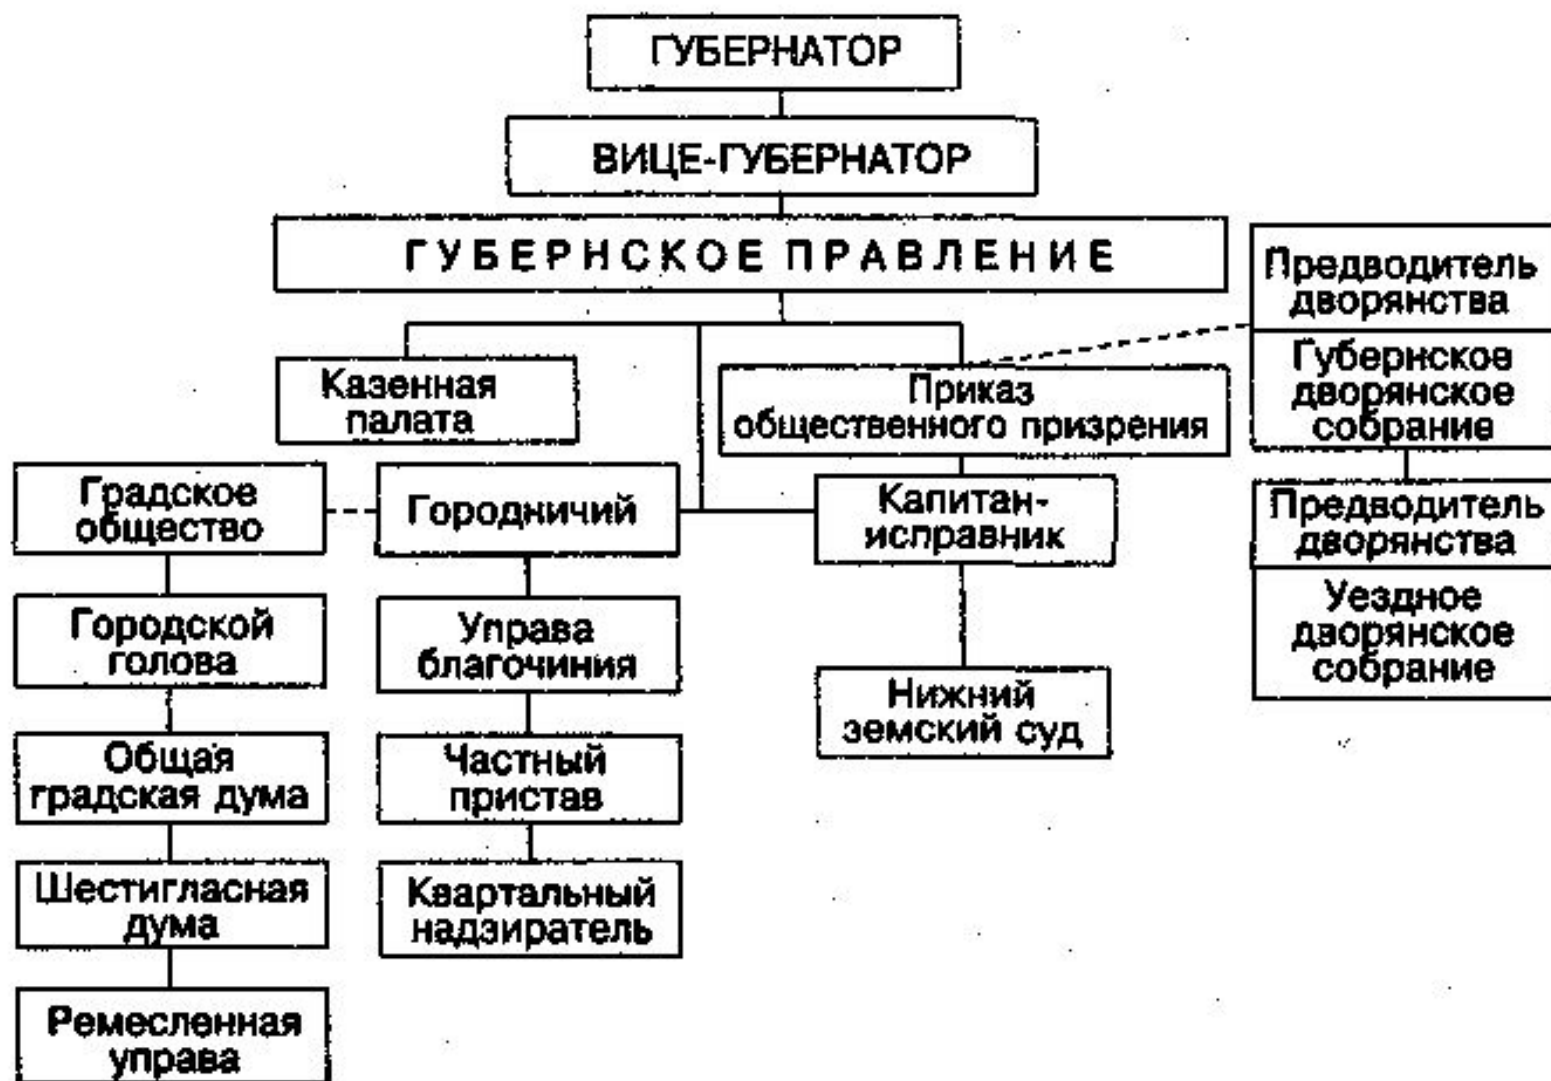 ГУБЕРНАТОР
ВИЦЕ-ГУБЕРНАТОР
ГУБЕРНСКОЕ ПРАВЛЕНИЕ
Предводитель
дворянства
Губернское
дворянское
собрание
Казенная
палата
Приказ
общественного призрения
Градское
общество
Городничий
Капитан-
исправник
Предводитель
дворянства
Уездное
дворянское
собрание
Городской
голова
Управа
благочиния
Нижний
земский суд
Общая
градская дума
Частный
пристав
Шестигласная
дума
Квартальный
надзиратель
Ремесленная
управа